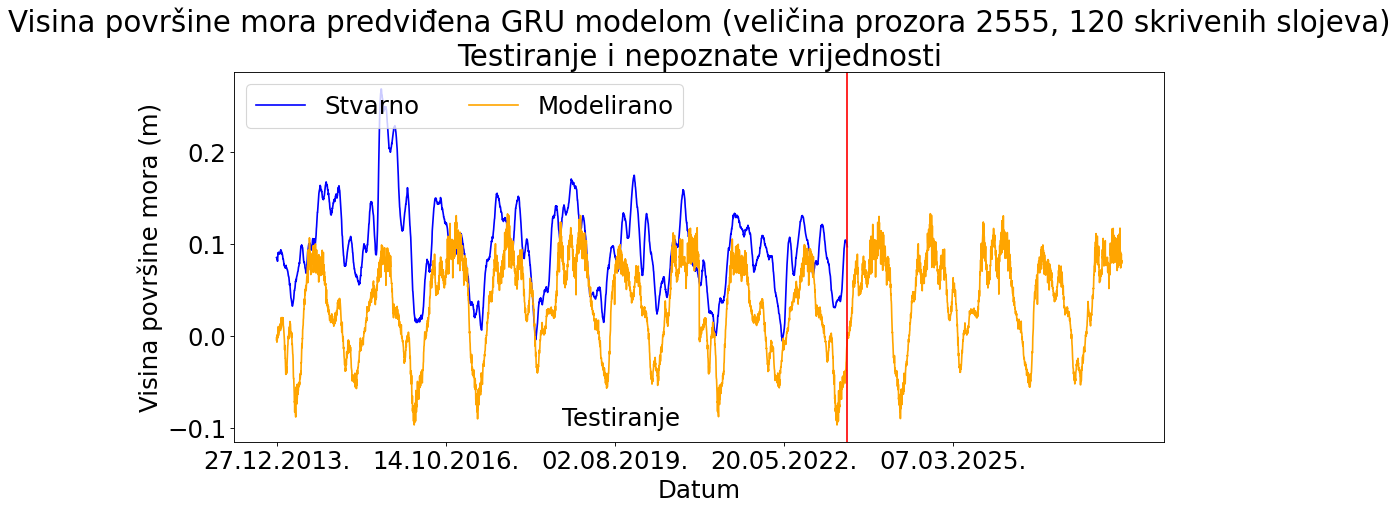 Visina površine mora predviđena GRU modelom (veličina prozora 2555, 120 skrivenih slojeva)
Testiranje i nepoznate vrijednosti
Stvarno Modelirano
Visina površine mora (m)
0.2
0.1
0.0
−0.1
Testiranje
27.12.2013. 14.10.2016. 02.08.2019. 20.05.2022. 07.03.2025.
Datum